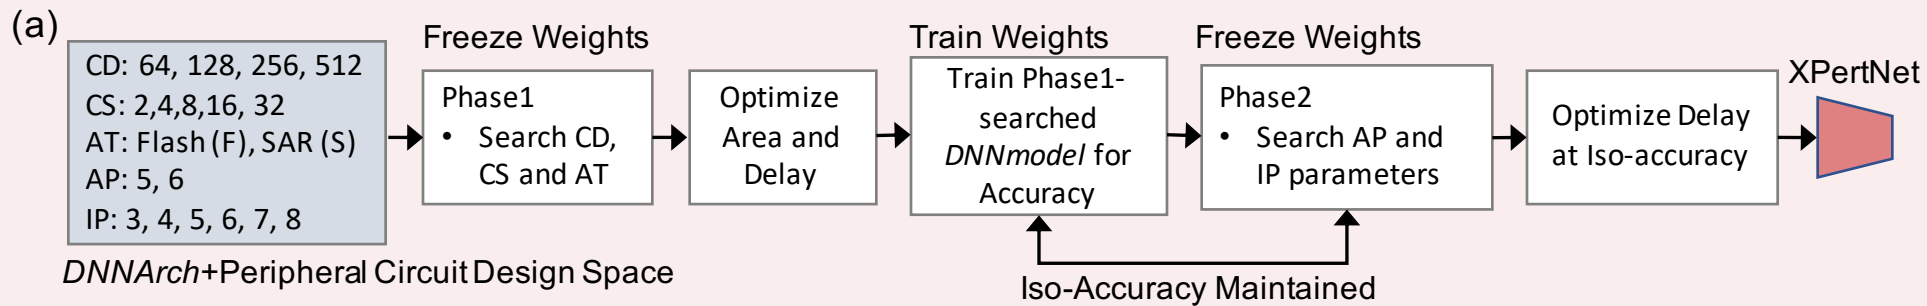 (a)
CD: 64, 128, 256, 512
CS: 2,4,8,16, 32
AT: Flash (F), SAR (S)
AP: 5, 6
IP: 3, 4, 5, 6, 7, 8
DNNArch+Peripheral Circuit Design Space
Freeze Weights
Phase1
• Search CD,
CS and AT
Optimize
Area and
Delay
Train Weights
Train Phase1-
searched
DNNmodel for
Accuracy
Freeze Weights
Phase2
• Search AP and
IP parameters
Iso-Accuracy Maintained
Optimize Delay
at Iso-accuracy
XPertNet